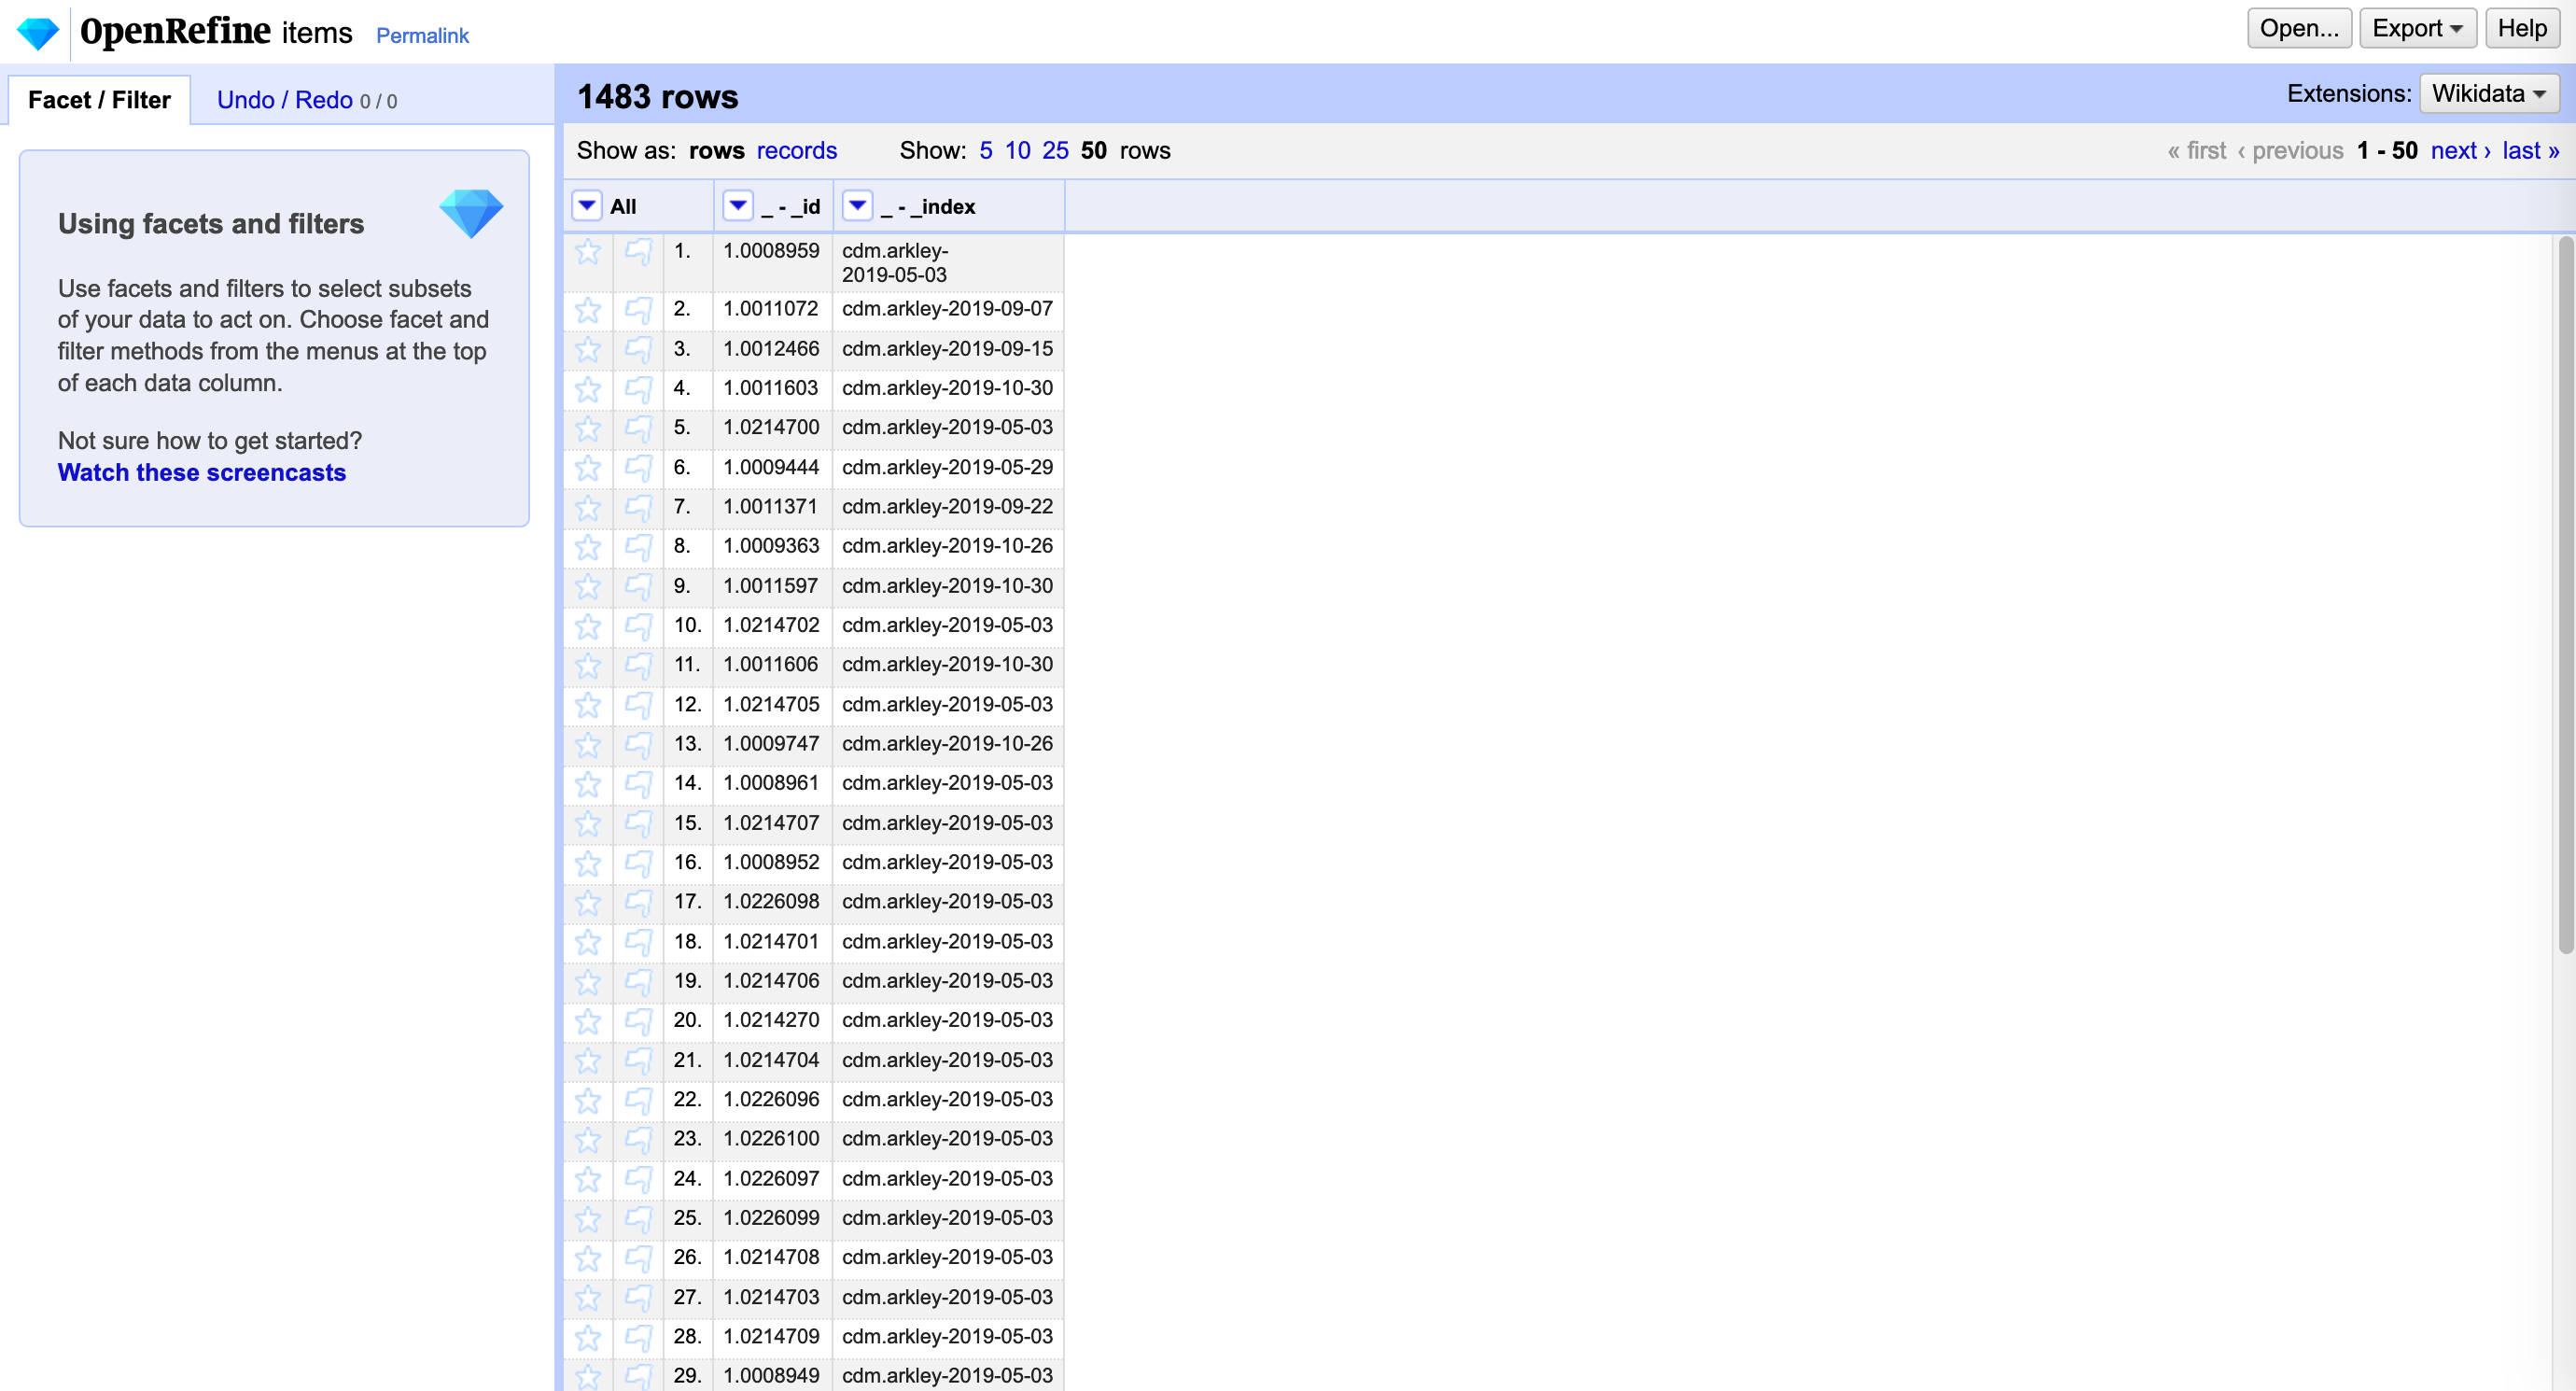 OpenRefine items Permalink
Open... Export Help
Facet / Filter Undo / Redo 0 / 0
1483 rows
Extensions: Wikidata
Show as: rows records Show: 5 10 25 50 rows
« first ‹ previous 1 - 50 next › last »
Using facets and filters
Use facets and filters to select subsets
of your data to act on. Choose facet and
filter methods from the menus at the top
of each data column.
Not sure how to get started?
Watch these screencasts
All _ - _id _ - _index
1. 1.0008959 cdm.arkley-
2019-05-03
2. 1.0011072 cdm.arkley-2019-09-07
3. 1.0012466 cdm.arkley-2019-09-15
4. 1.0011603 cdm.arkley-2019-10-30
5. 1.0214700 cdm.arkley-2019-05-03
6. 1.0009444 cdm.arkley-2019-05-29
7. 1.0011371 cdm.arkley-2019-09-22
8. 1.0009363 cdm.arkley-2019-10-26
9. 1.0011597 cdm.arkley-2019-10-30
10. 1.0214702 cdm.arkley-2019-05-03
11. 1.0011606 cdm.arkley-2019-10-30
12. 1.0214705 cdm.arkley-2019-05-03
13. 1.0009747 cdm.arkley-2019-10-26
14. 1.0008961 cdm.arkley-2019-05-03
15. 1.0214707 cdm.arkley-2019-05-03
16. 1.0008952 cdm.arkley-2019-05-03
17. 1.0226098 cdm.arkley-2019-05-03
18. 1.0214701 cdm.arkley-2019-05-03
19. 1.0214706 cdm.arkley-2019-05-03
20. 1.0214270 cdm.arkley-2019-05-03
21. 1.0214704 cdm.arkley-2019-05-03
22. 1.0226096 cdm.arkley-2019-05-03
23. 1.0226100 cdm.arkley-2019-05-03
24. 1.0226097 cdm.arkley-2019-05-03
25. 1.0226099 cdm.arkley-2019-05-03
26. 1.0214708 cdm.arkley-2019-05-03
27. 1.0214703 cdm.arkley-2019-05-03
28. 1.0214709 cdm.arkley-2019-05-03
29. 1.0008949 cdm.arkley-2019-05-03